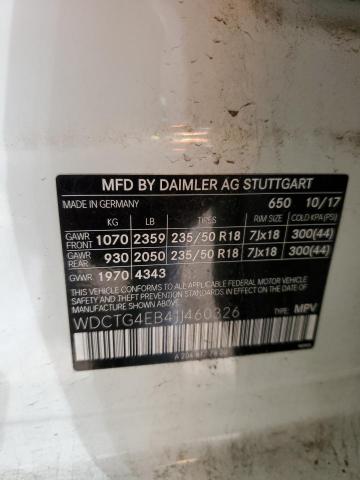 MFD BY DAIMLER AG STUTTGART
MADE IN GERMANY 650 10/17
KG LB TIRES RIM SIZE COLD KPA (PSI)
GAWR FRONT 1070 2359 235/50 R18 7Jx18 300(44)
GAWR REAR 930 2050 235/50 R18 7Jx18 300(44)
GVWR 1970 4343
THIS VEHICLE CONFORMS TO ALL APPLICABLE FEDERAL MOTOR VEHICLE
SAFETY, BUMPER, AND THEFT PREVENTION STANDARDS IN EFFECT ON THE DATE OF
MANUFACTURE SHOWN ABOVE.
WDCTG4EB4JJ460326 TYPE: MPV